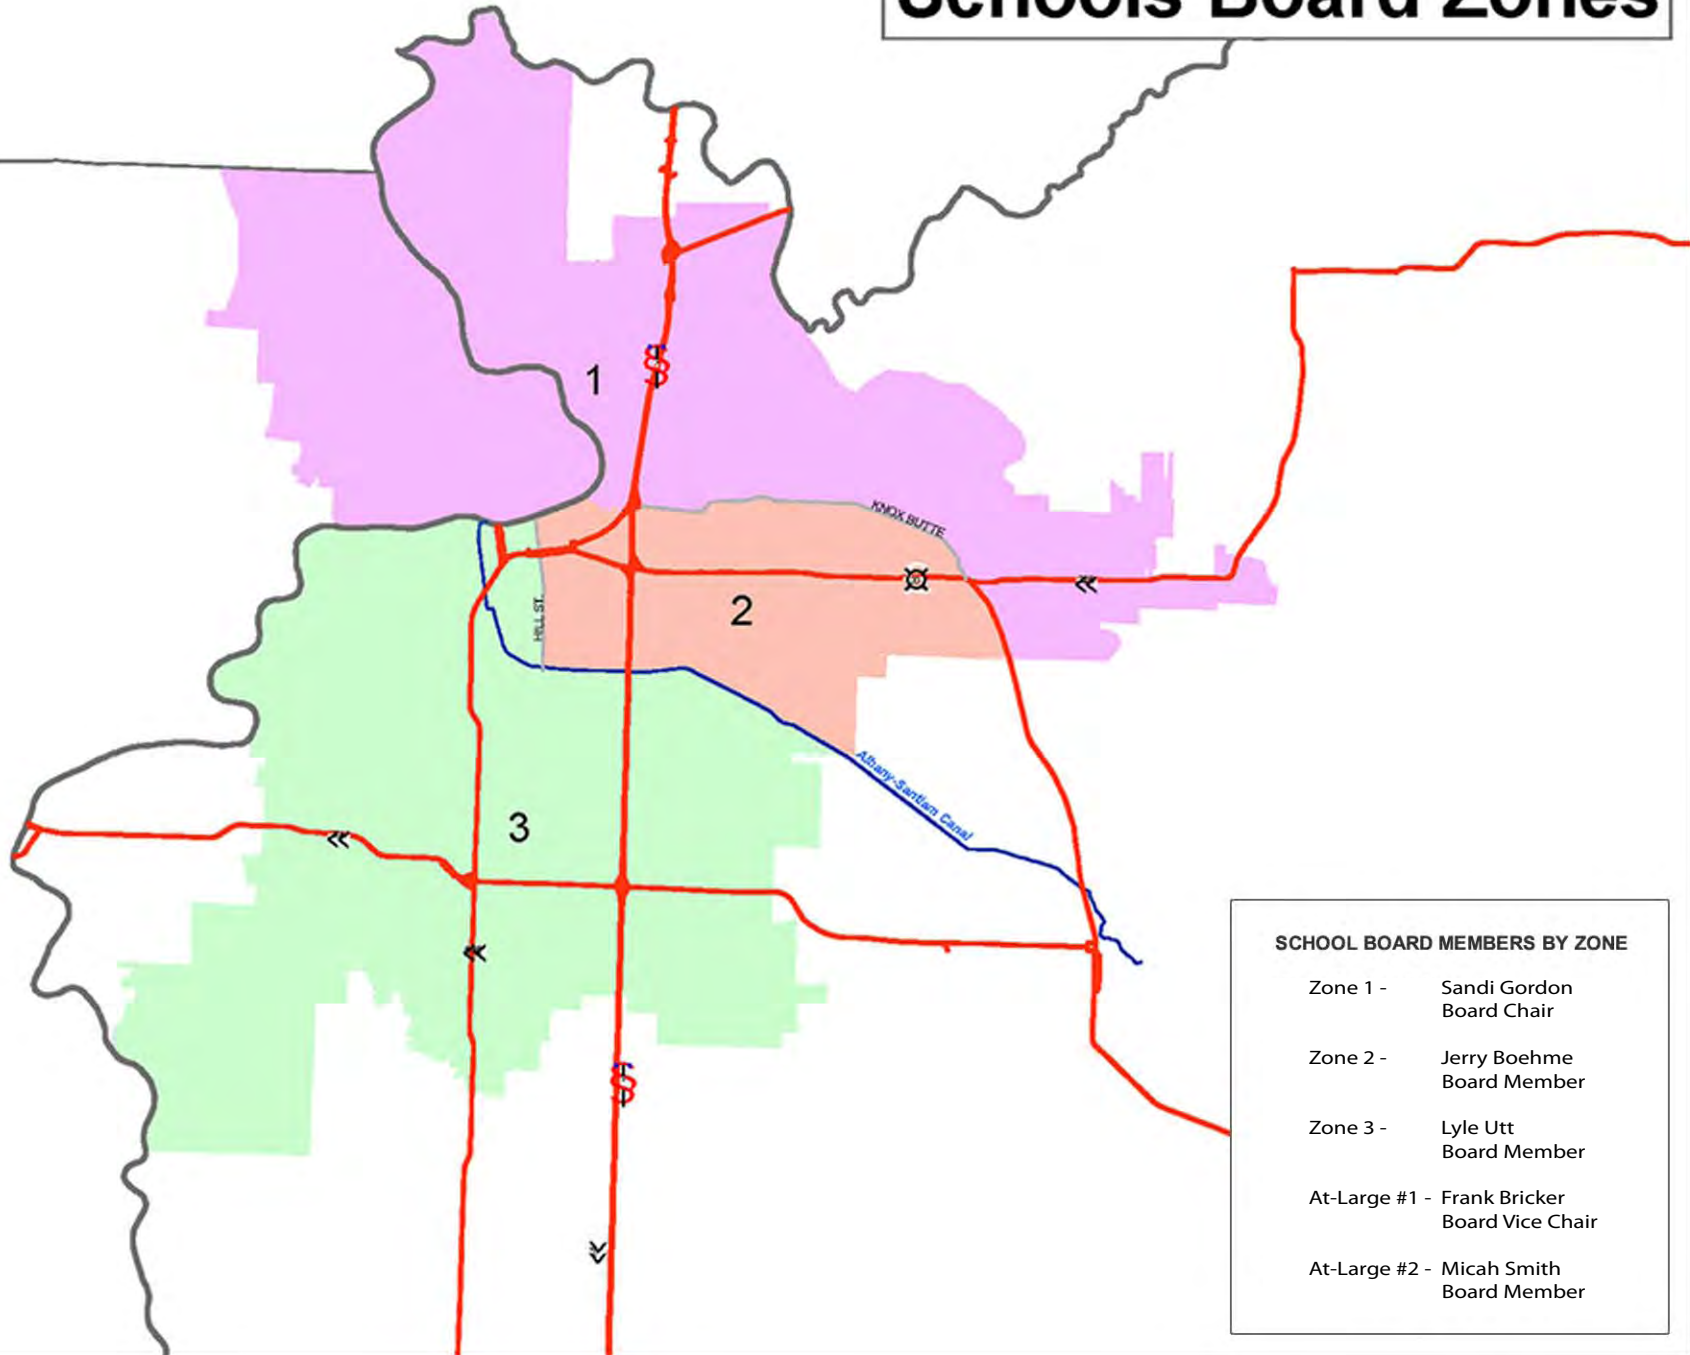 Schools Board Zones
1
KNOX BUTTE
2
HILL ST.
Albany-Santiam Canal
3
SCHOOL BOARD MEMBERS BY ZONE
Zone 1 - Sandi Gordon
Board Chair
Zone 2 - Jerry Boehme
Board Member
Zone 3 - Lyle Utt
Board Member
At-Large #1 - Frank Bricker
Board Vice Chair
At-Large #2 - Micah Smith
Board Member